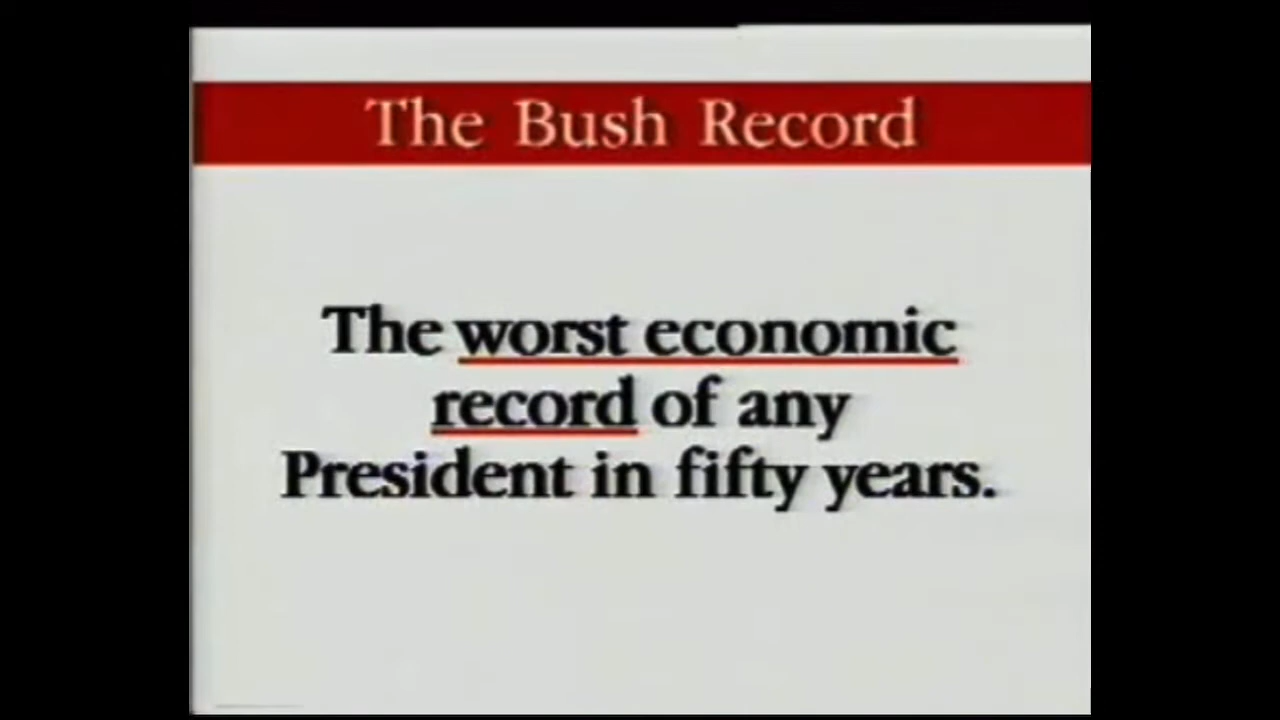 The Bush Record
The worst economic
record of any
President in fifty years.